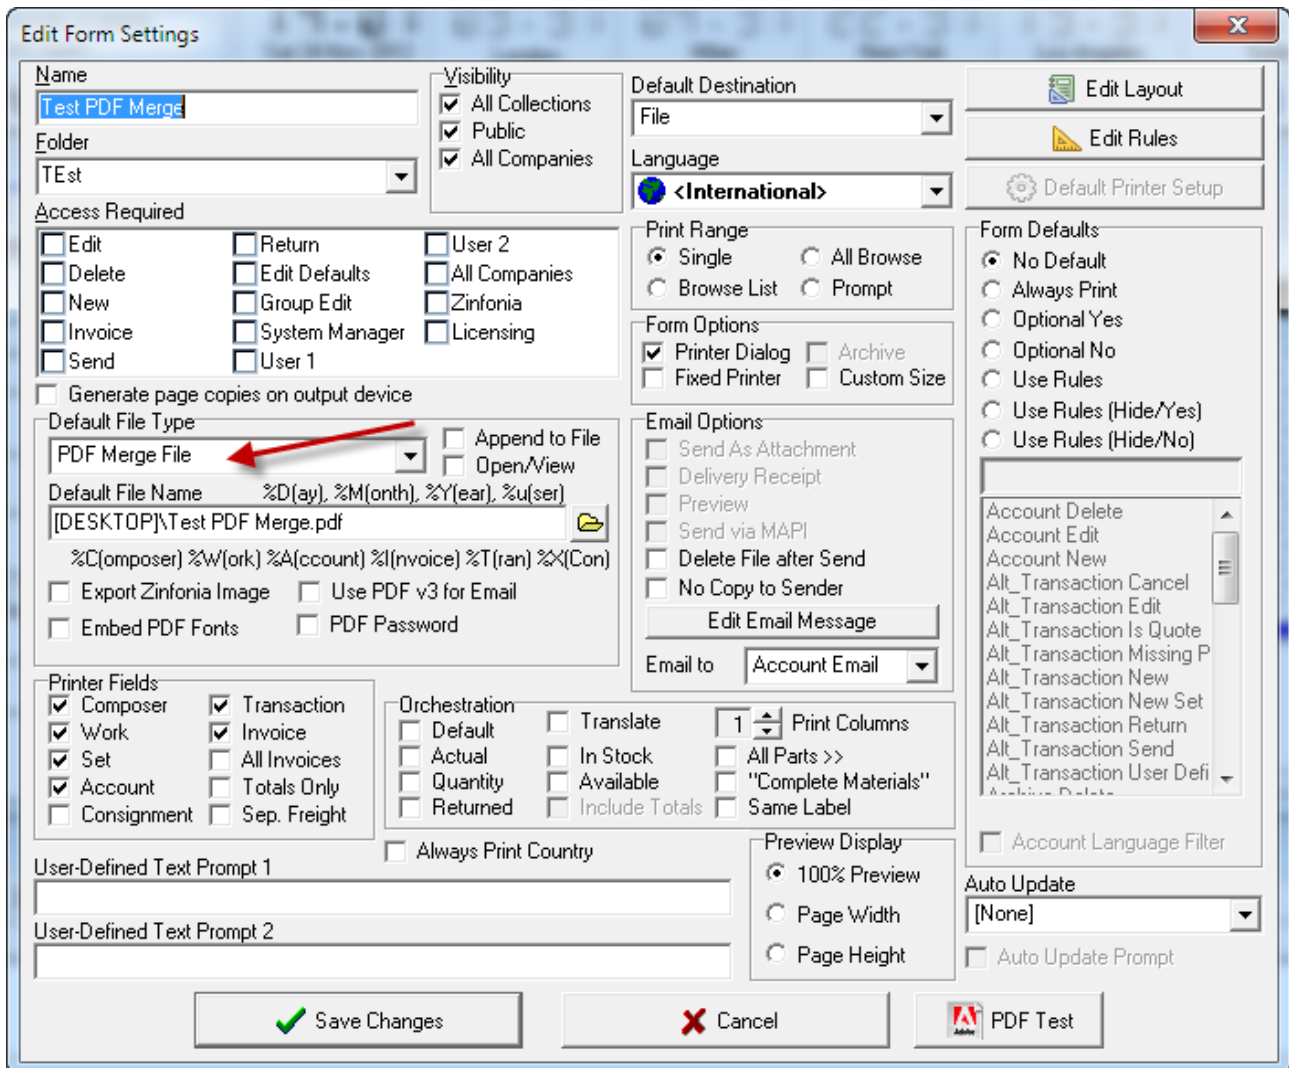 Edit Form Settings
X
Name
Test PDF Merge
Folder
TEst
Visibility
All Collections
Public
All Companies
Default Destination
File
Language
<International>
Edit Layout
Edit Rules
Default Printer Setup
Access Required
Edit
Delete
New
Invoice
Send
Return
Edit Defaults
Group Edit
System Manager
User 1
User 2
All Companies
Zinfonia
Licensing
Generate page copies on output device
Print Range
Single
All Browse
Browse List
Prompt
Form Options
Printer Dialog
Archive
Fixed Printer
Custom Size
Form Defaults
No Default
Always Print
Optional Yes
Optional No
Use Rules
Use Rules (Hide/Yes)
Use Rules (Hide/No)
Account Delete
Account Edit
Account New
Alt_Transaction Cancel
Alt_Transaction Edit
Alt_Transaction Is Quote
Alt_Transaction Missing P
Alt_Transaction New
Alt_Transaction New Set
Alt_Transaction Return
Alt_Transaction Send
Alt_Transaction User Defi
Archive Delete
Account Language Filter
Default File Type
PDF Merge File
Append to File
Open/View
Default File Name %D(ay), %M(onth), %Y(ear), %u(ser)
[DESKTOP]\Test PDF Merge.pdf
%C(omposer) %W(ork) %A(ccount) %I(nvoice) %T(ran) %X(Con)
Export Zinfonia Image
Use PDF v3 for Email
Embed PDF Fonts
PDF Password
Email Options
Send As Attachment
Delivery Receipt
Preview
Send via MAPI
Delete File after Send
No Copy to Sender
Edit Email Message
Email to
Account Email
Printer Fields
Composer
Work
Set
Account
Consignment
Transaction
Invoice
All Invoices
Totals Only
Sep. Freight
Orchestration
Default
Actual
Quantity
Returned
Translate
In Stock
Available
Include Totals
1
Print Columns
All Parts >>
"Complete Materials"
Same Label
Always Print Country
User-Defined Text Prompt 1
User-Defined Text Prompt 2
Preview Display
100% Preview
Page Width
Page Height
Auto Update
[None]
Auto Update Prompt
Save Changes
Cancel
PDF Test